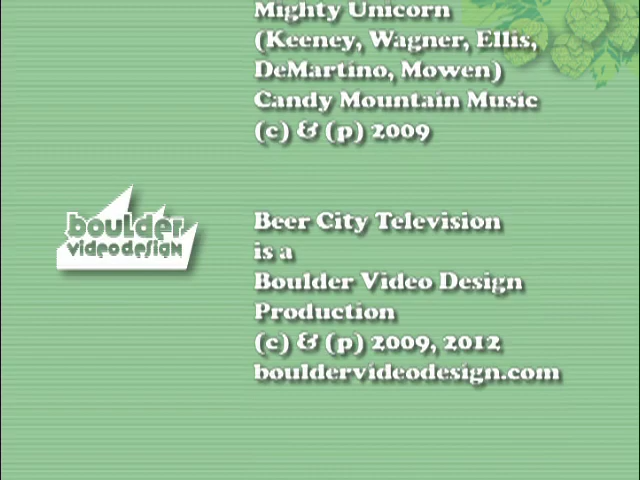 Mighty Unicorn
(Keeney, Wagner, Ellis,
DeMartino, Mowen)
Candy Mountain Music
(c) & (p) 2009
boulder
videodesign
Beer City Television
is a
Boulder Video Design
Production
(c) & (p) 2009, 2012
bouldervideodesign.com